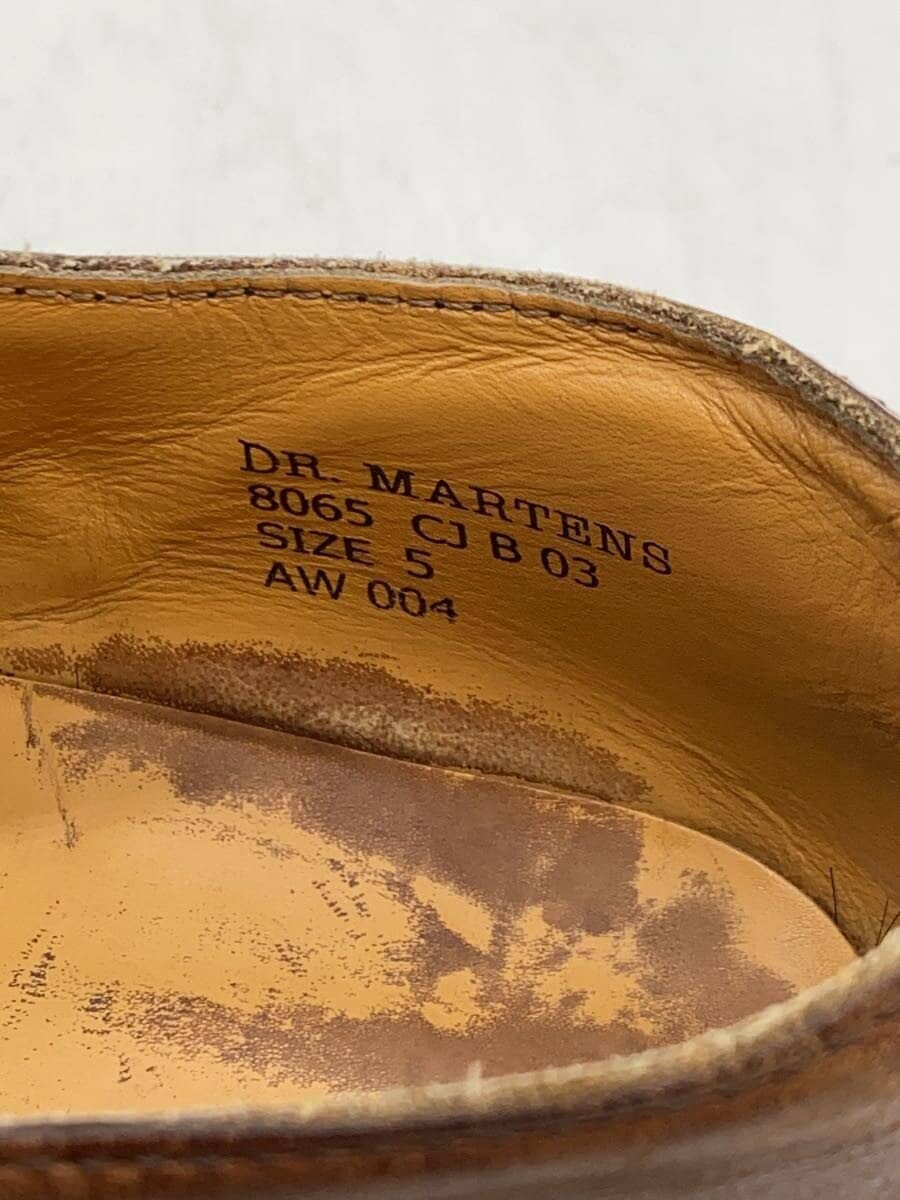 DR. MARTENS
8065 CJ B 03
SIZE 5
AW 004